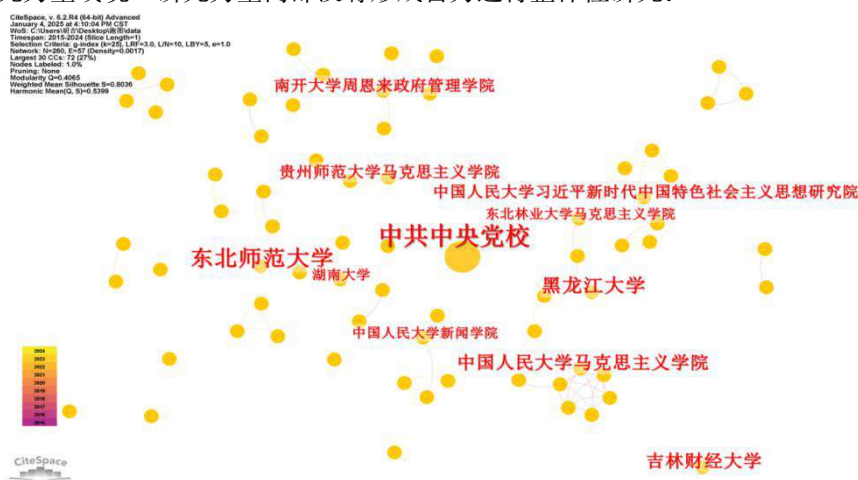 CiteSpace, v. 6.2.R4 (64-bit) Advanced
January 4, 2025 at 4:10:04 PM CST
WoS: C:\Users\胡吉\Desktop\跑图\data
Timespan: 2015-2024 (Slice Length=1)
Selection Criteria: g-index (k=25), LRF=3.0, L/N=10, LBY=5, e=1.0
Network: N=260, E=57 (Density=0.0017)
Largest 30 CCs: 72 (27%)
Nodes Labeled: 1.0%
Pruning: None
Modularity Q=0.4065
Weighted Mean Silhouette S=0.8036
Harmonic Mean(Q, S)=0.5399
南开大学周恩来政府管理学院
贵州师范大学马克思主义学院
中国人民大学习近平新时代中国特色社会主义思想研究院
东北林业大学马克思主义学院
中共中央党校
东北师范大学
湖南大学
黑龙江大学
中国人民大学新闻学院
中国人民大学马克思主义学院
吉林财经大学
2024
2023
2022
2021
2020
2019
2018
2017
2016
2015
CiteSpace